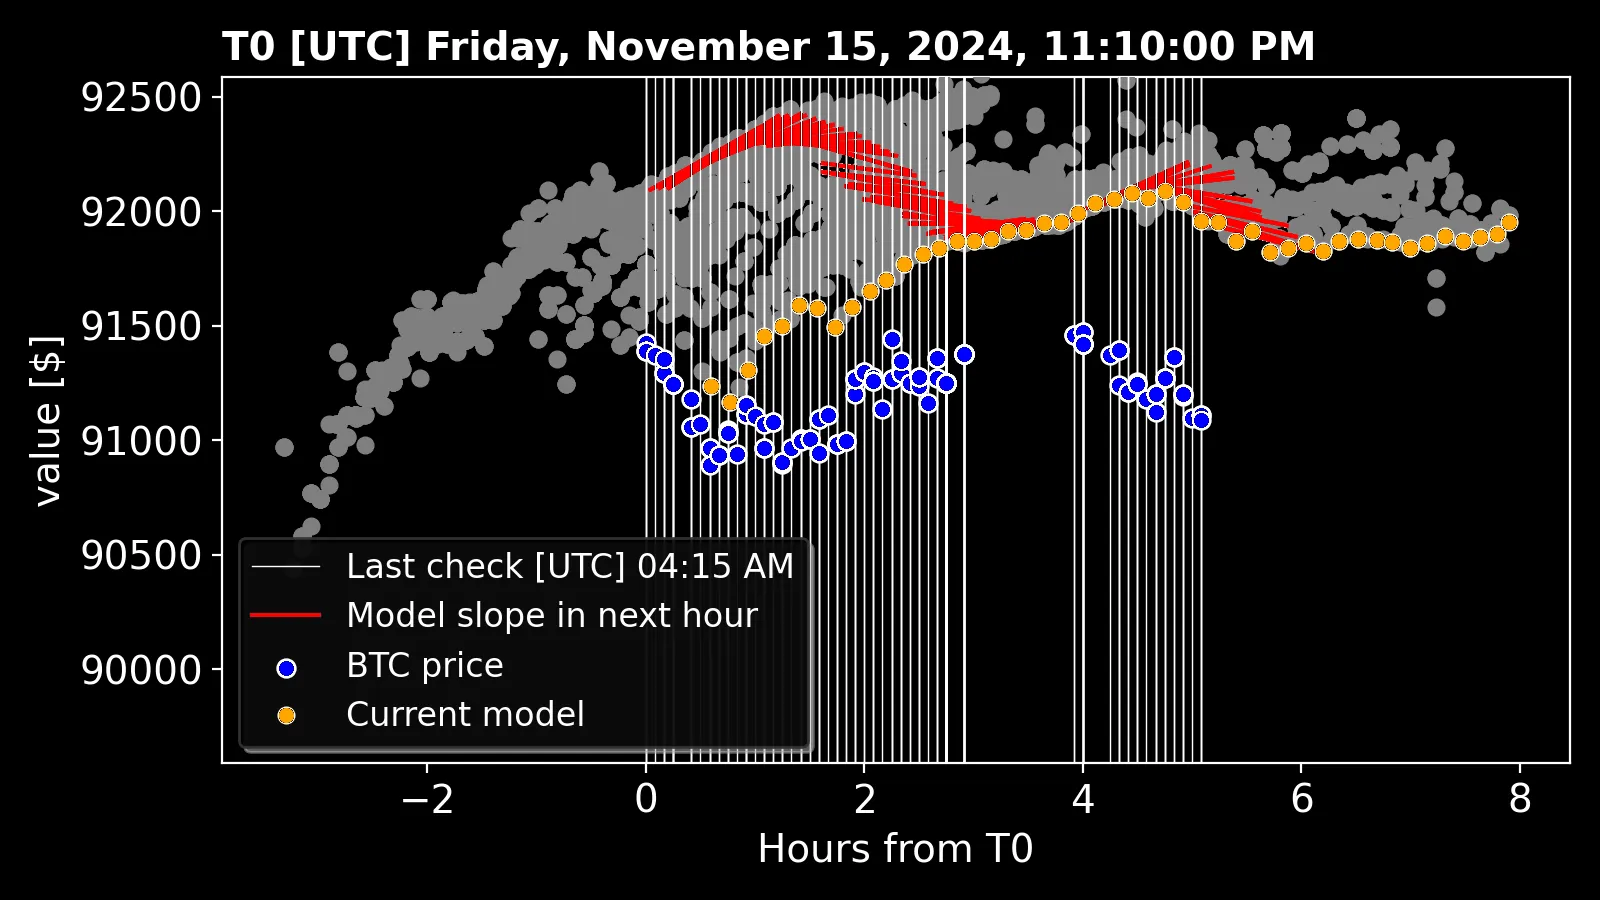 T0 [UTC] Friday, November 15, 2024, 11:10:00 PM
92500
92000
91500
91000
90500
90000
value [$]
Last check [UTC] 04:15 AM
Model slope in next hour
BTC price
Current model
−2 0 2 4 6 8
Hours from T0